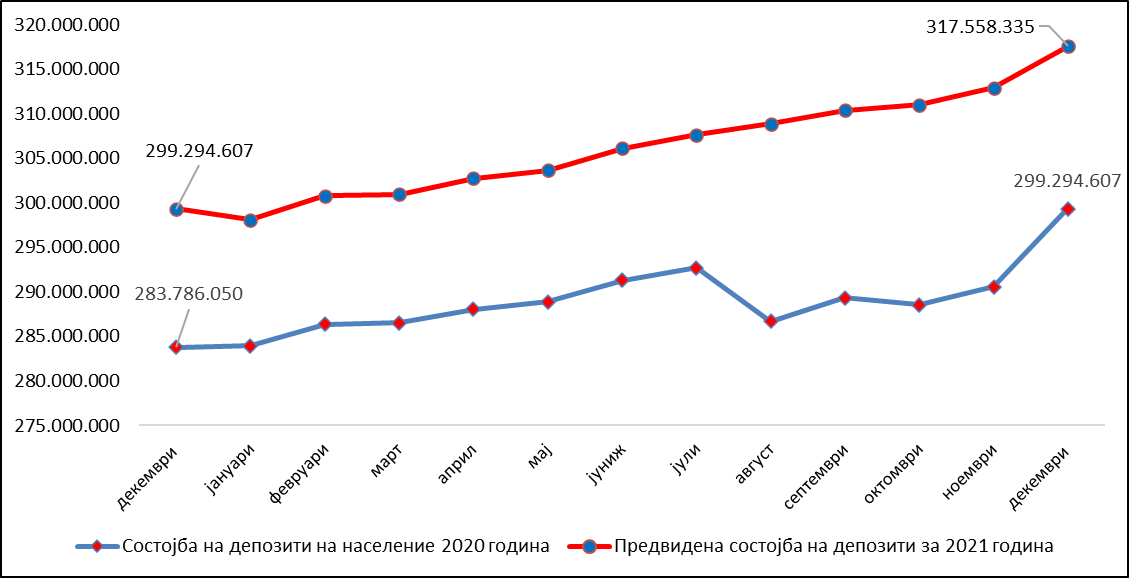 320.000.000
315.000.000
310.000.000
305.000.000
300.000.000
295.000.000
290.000.000
285.000.000
280.000.000
275.000.000
317.558.335
299.294.607
299.294.607
283.786.050
декември
јануари
февруари
март
април
мај
јуниж
јули
август
септември
октомври
ноември
декември
Состојба на депозити на население 2020 година
Предвидена состојба на депозити за 2021 година